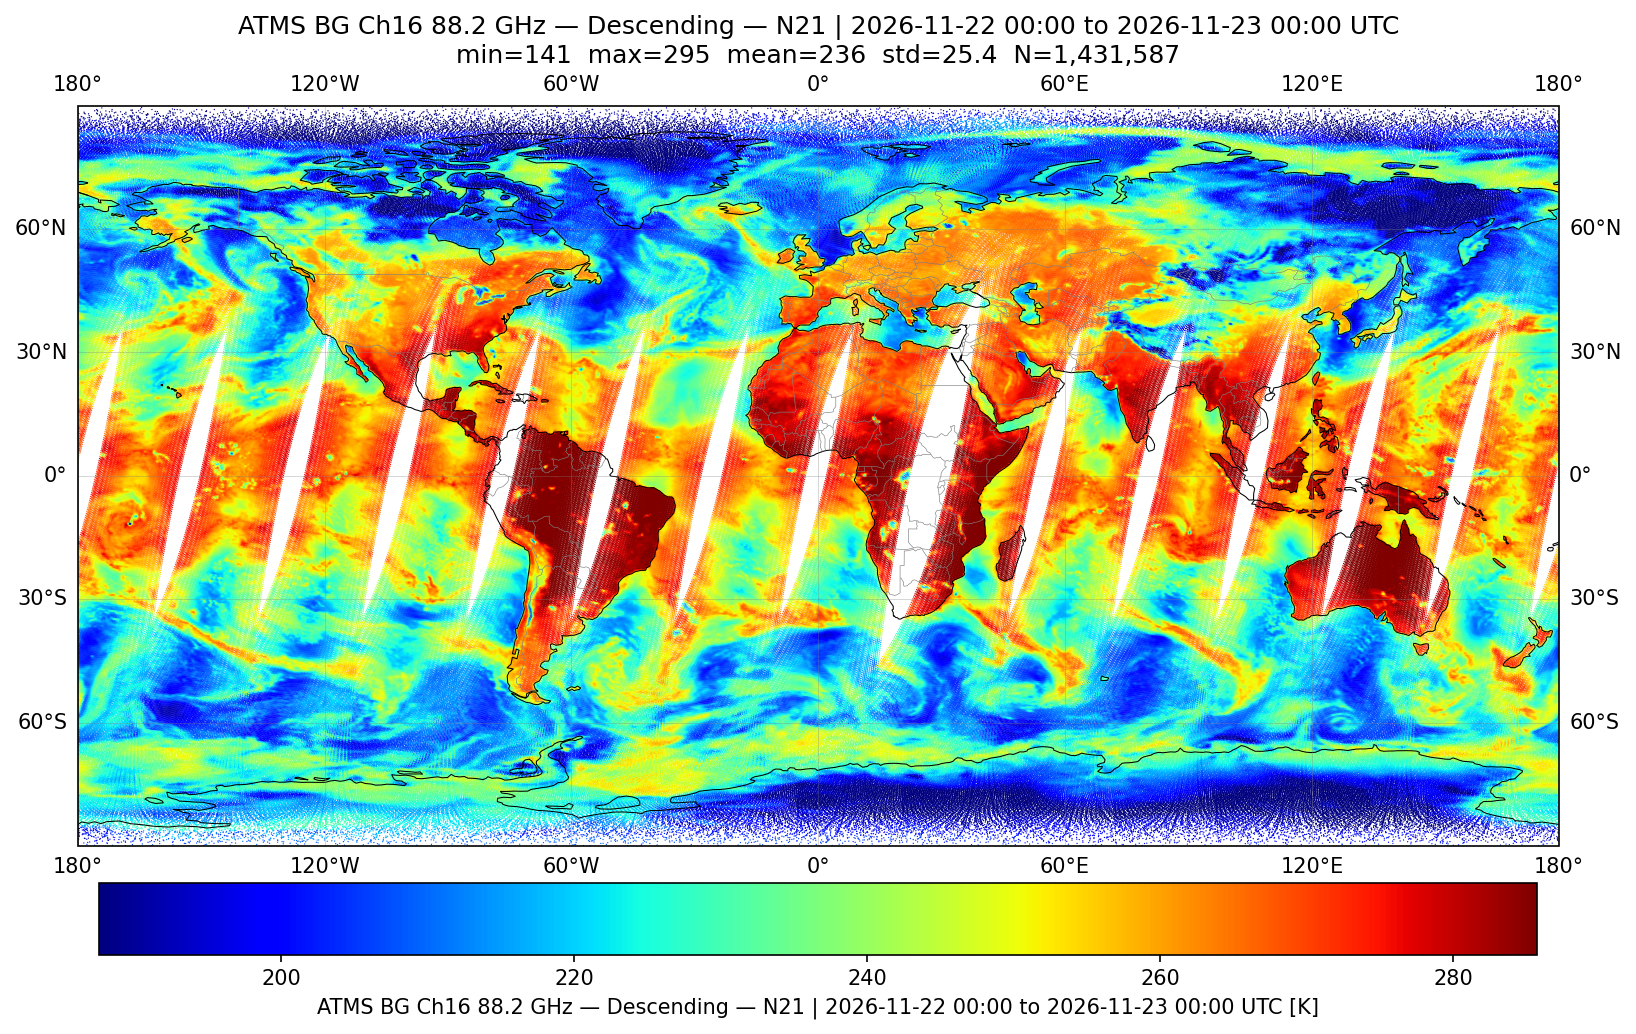 ATMS BG Ch16 88.2 GHz — Descending — N21 | 2026-11-22 00:00 to 2026-11-23 00:00 UTC
min=141 max=295 mean=236 std=25.4 N=1,431,587
180° 120°W 60°W 0° 60°E 120°E 180°
60°N 60°N
30°N 30°N
0° 0°
30°S 30°S
60°S 60°S
180° 120°W 60°W 0° 60°E 120°E 180°
200 220 240 260 280
ATMS BG Ch16 88.2 GHz — Descending — N21 | 2026-11-22 00:00 to 2026-11-23 00:00 UTC [K]